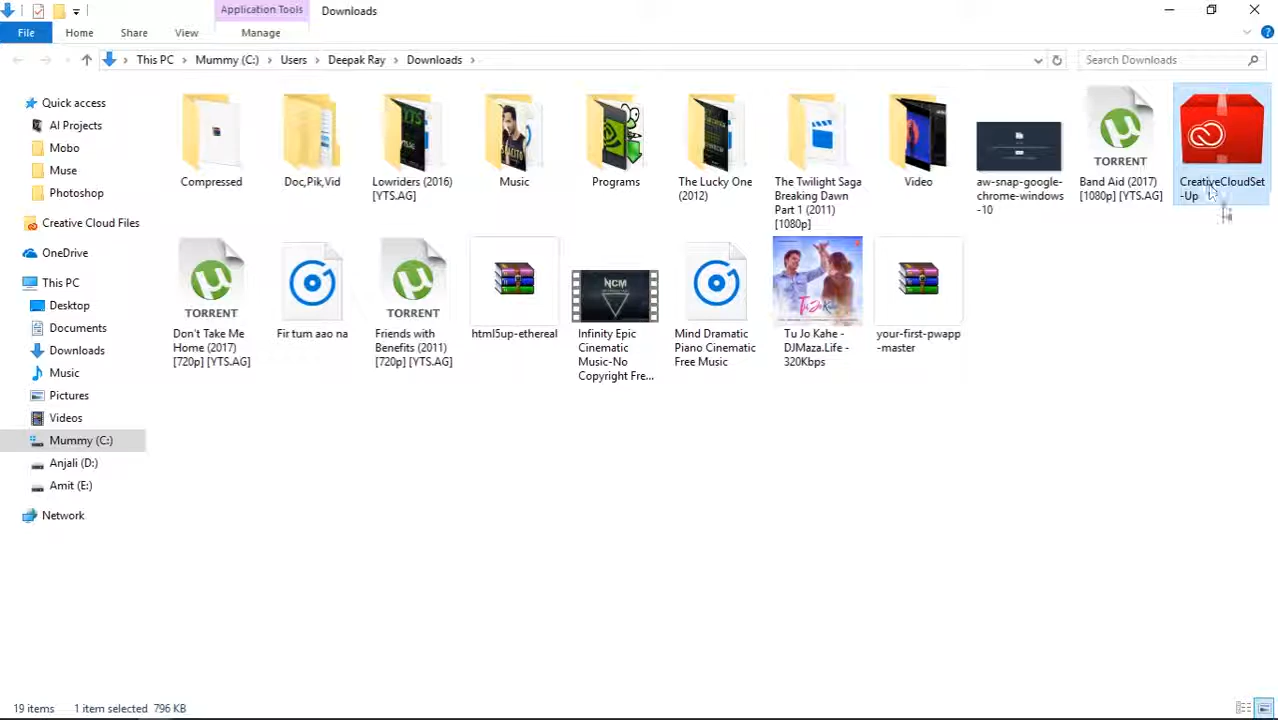 Application Tools
Downloads
File
Home
Share
View
Manage
This PC
Mummy (C:)
Users
Deepak Ray
Downloads
Search Downloads
Quick access
AI Projects
Mobo
Muse
Photoshop
Creative Cloud Files
OneDrive
This PC
Desktop
Documents
Downloads
Music
Pictures
Videos
Mummy (C:)
Anjali (D:)
Amit (E:)
Network
Compressed
Doc,Pik,Vid
Lowriders (2016)
[YTS.AG]
Music
Programs
The Lucky One
(2012)
The Twilight Saga
Breaking Dawn
Part 1 (2011)
[1080p]
Video
aw-snap-google-
chrome-windows
-10
TORRENT
Band Aid (2017)
[1080p] [YTS.AG]
CreativeCloudSet
-Up
TORRENT
Don't Take Me
Home (2017)
[720p] [YTS.AG]
Fir tum aao na
TORRENT
Friends with
Benefits (2011)
[720p] [YTS.AG]
html5up-ethereal
NCM
Infinity Epic
Cinematic
Music-No
Copyright Fre...
Mind Dramatic
Piano Cinematic
Free Music
Tu Jo Kahe
Tu Jo Kahe -
DJMaza.Life -
320Kbps
your-first-pwapp
-master
19 items
1 item selected
796 KB